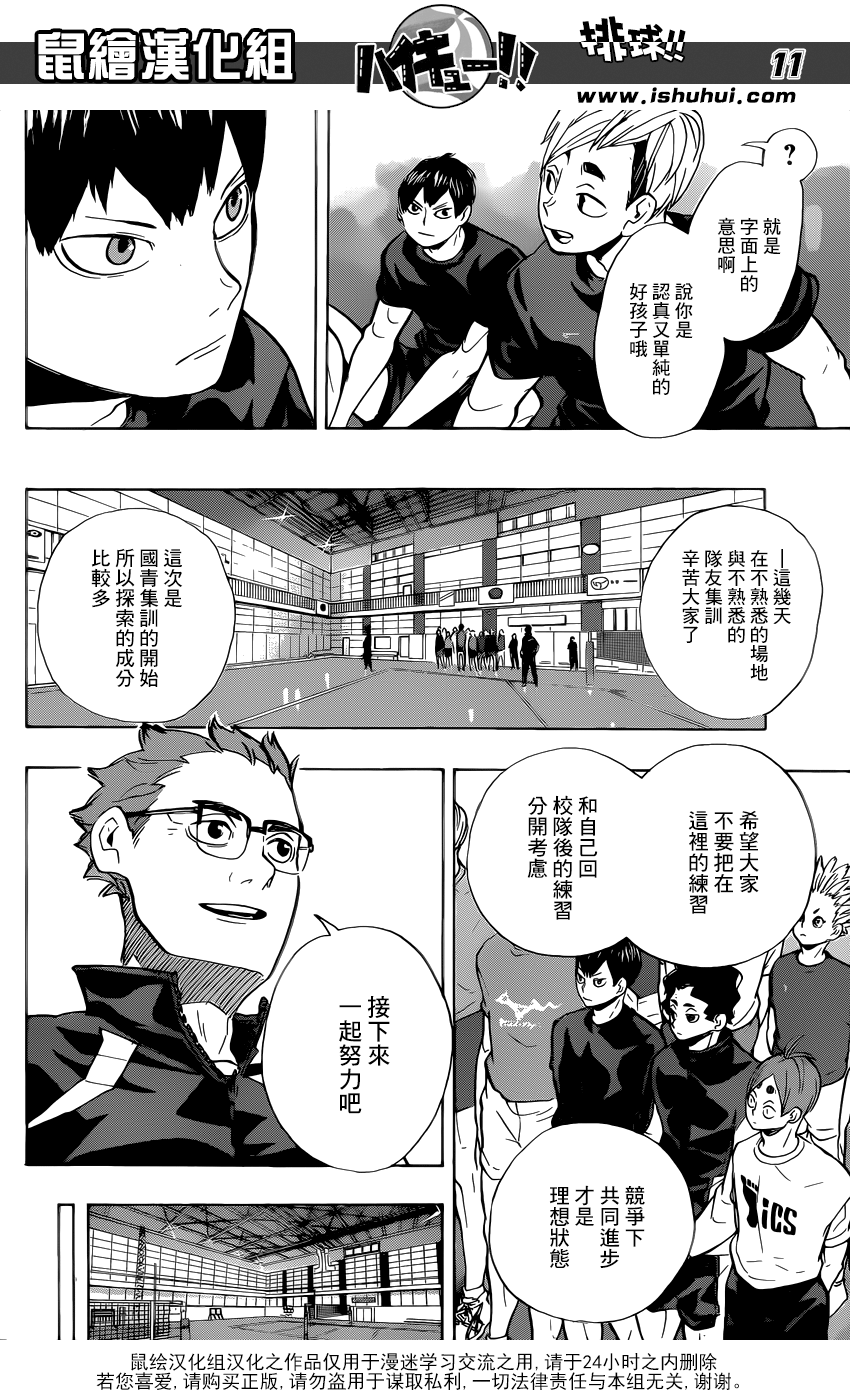 鼠繪漢化組
ハイキュー!!
排球!!
11
www.ishuhui.com
?
就是
字面上的
意思啊
說你是
認真又單純的
好孩子哦
—這幾天
在不熟悉的場地
與不熟悉的
隊友集訓
辛苦大家了
這次是
國青集訓的開始
所以探索的成分
比較多
希望大家
不要把在
這裡的練習
和自己回
校隊後的練習
分開考慮
競爭下
共同進步
才是
理想狀態
iCS
接下來
一起努力吧
鼠绘汉化组汉化之作品仅用于漫迷学习交流之用,请于24小时之内删除
若您喜爱,请购买正版,请勿盗用于谋取私利,一切法律责任与本组无关,谢谢。